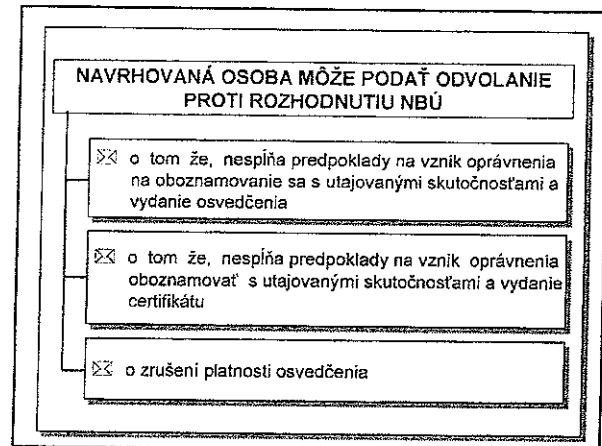 NAVRHOVANÁ OSOBA MÔŽE PODAŤ ODVOLANIE
PROTI ROZHODNUTIU NBÚ
o tom že, nespĺňa predpoklady na vznik oprávnenia
na oboznamovanie sa s utajovanými skutočnosťami a
vydanie osvedčenia
o tom že, nespĺňa predpoklady na vznik oprávnenia
oboznamovať s utajovanými skutočnosťami a vydanie
certifikátu
o zrušení platnosti osvedčenia